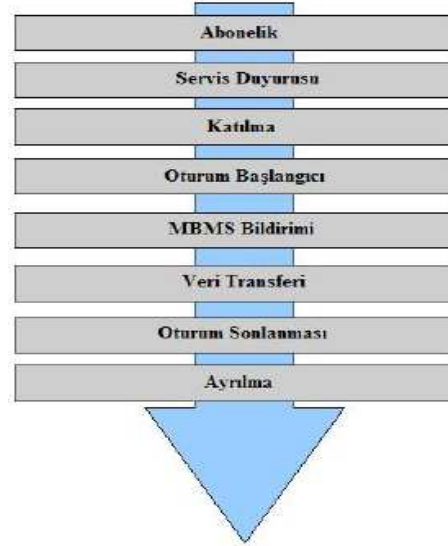 Abonelik
Servis Duyurusu
Katılma
Oturum Başlangıcı
MBMS Bildirimi
Veri Transferi
Oturum Sonlanması
Ayrılma